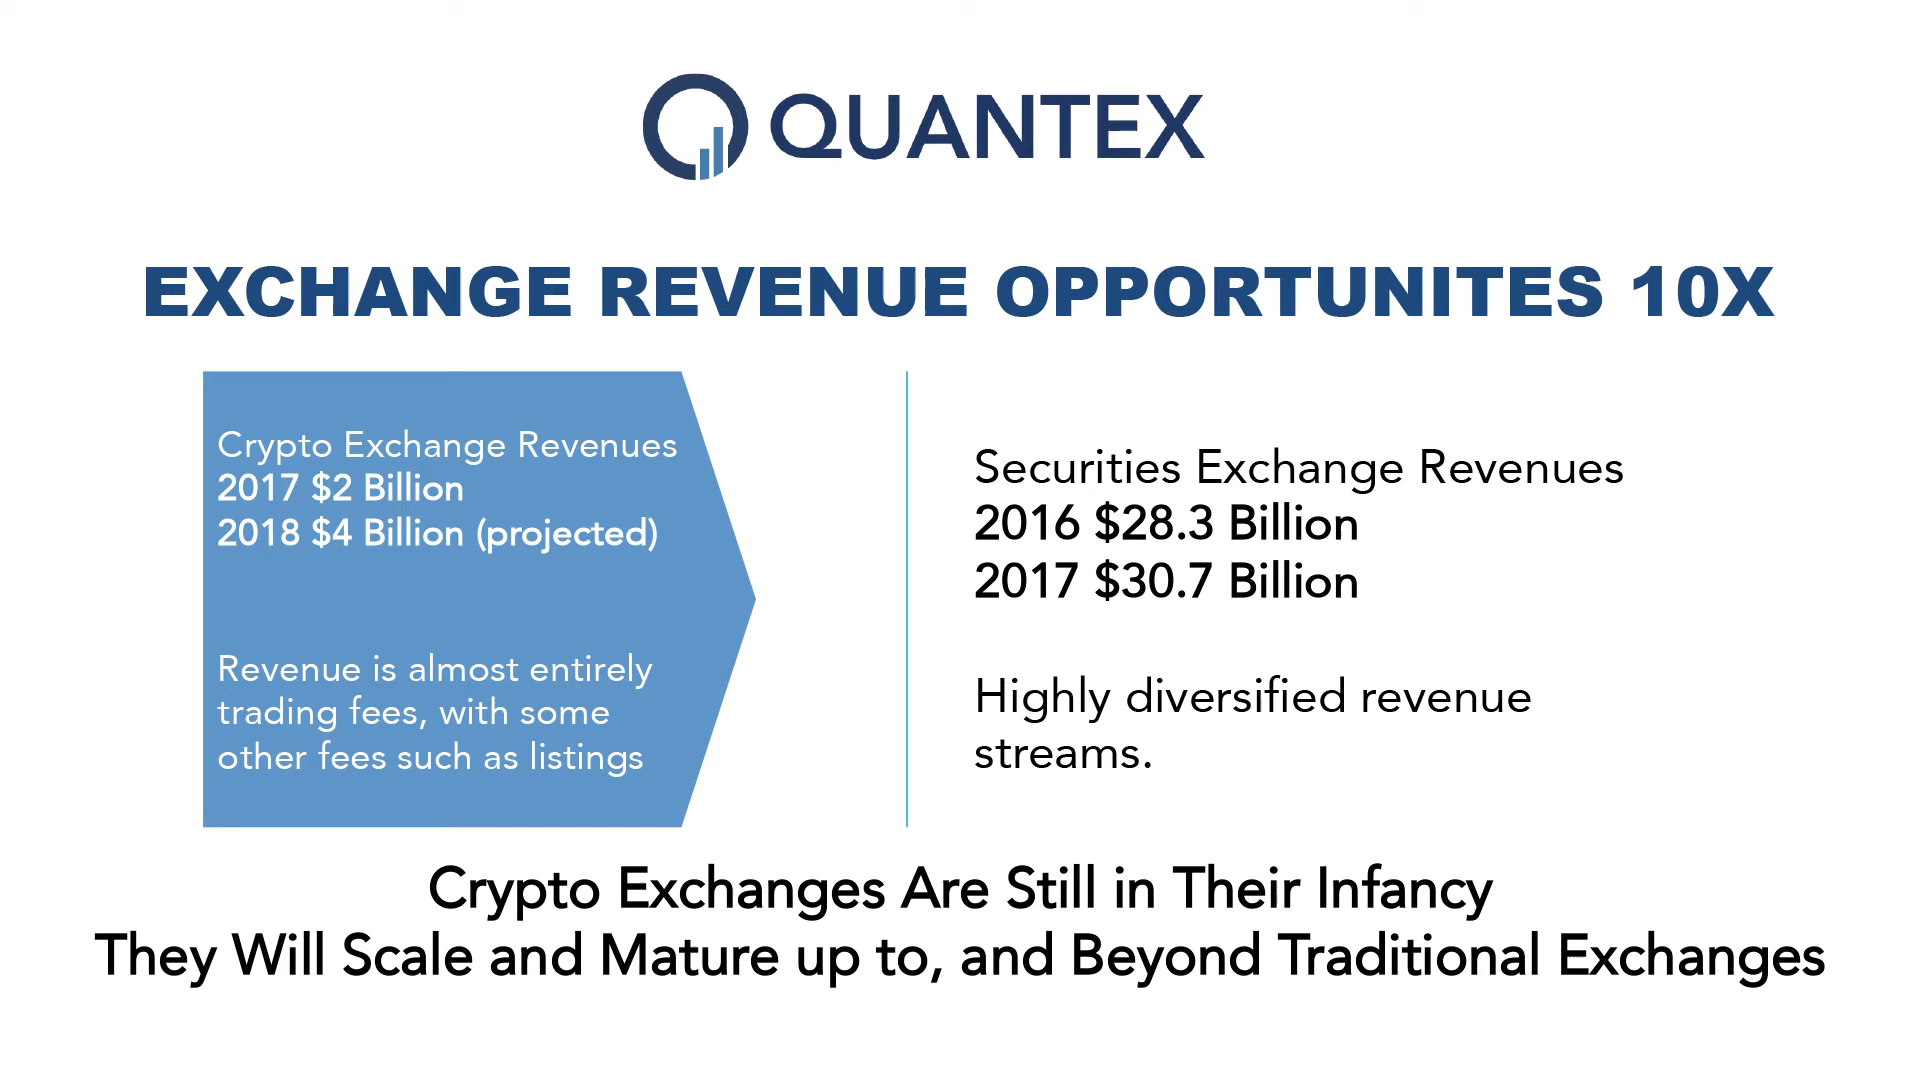 QUANTEX
EXCHANGE REVENUE OPPORTUNITES 10X
Crypto Exchange Revenues
2017 $2 Billion
2018 $4 Billion (projected)
Revenue is almost entirely
trading fees, with some
other fees such as listings
Securities Exchange Revenues
2016 $28.3 Billion
2017 $30.7 Billion
Highly diversified revenue
streams.
Crypto Exchanges Are Still in Their Infancy
They Will Scale and Mature up to, and Beyond Traditional Exchanges